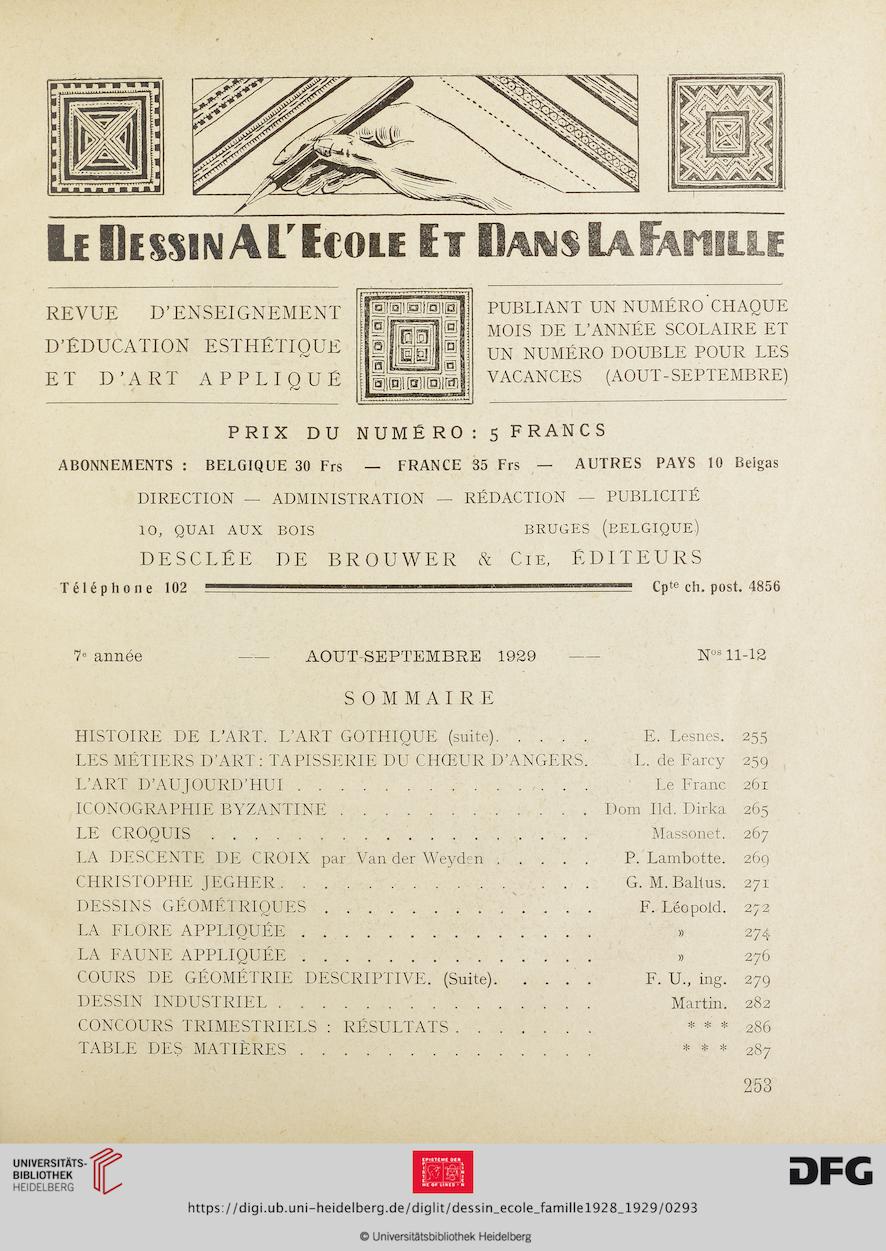 LE DESSIN A L'ECOLE ET DANS LA FAMILLE
REVUE D'ENSEIGNEMENT
D'ÉDUCATION ESTHÉTIQUE
ET D'ART APPLIQUÉ
PUBLIANT UN NUMÉRO CHAQUE
MOIS DE L'ANNÉE SCOLAIRE ET
UN NUMÉRO DOUBLE POUR LES
VACANCES (AOUT-SEPTEMBRE)
PRIX DU NUMÉRO : 5 FRANCS
ABONNEMENTS : BELGIQUE 30 Frs — FRANCE 35 Frs — AUTRES PAYS 10 Belgas
DIRECTION — ADMINISTRATION — RÉDACTION — PUBLICITÉ
10, QUAI AUX BOIS BRUGES (BELGIQUE)
DESCLÉE DE BROUWER & CIE, ÉDITEURS
Téléphone 102 Cpte ch. post. 4856
7e année —— AOUT-SEPTEMBRE 1929 —— Nos 11-12
SOMMAIRE
HISTOIRE DE L'ART. L'ART GOTHIQUE (suite). . . . . E. Lesnes. 255
LES MÉTIERS D'ART : TAPISSERIE DU CHŒUR D'ANGERS. L. de Farcy 259
L'ART D'AUJOURD'HUI . . . . . . . . . . . . . . Le Franc 261
ICONOGRAPHIE BYZANTINE . . . . . . . . . . . . Dom Ild. Dirka 265
LE CROQUIS . . . . . . . . . . . . . . . . . . Massonet. 267
LA DESCENTE DE CROIX par Van der Weyden . . . . . P. Lambotte. 269
CHRISTOPHE JEGHER . . . . . . . . . . . . . . . G. M. Baltus. 271
DESSINS GÉOMÉTRIQUES . . . . . . . . . . . . . F. Léopold. 272
LA FLORE APPLIQUÉE . . . . . . . . . . . . . . » 274
LA FAUNE APPLIQUÉE . . . . . . . . . . . . . . » 276
COURS DE GÉOMÉTRIE DESCRIPTIVE. (Suite). . . . . F. U., ing. 279
DESSIN INDUSTRIEL . . . . . . . . . . . . . . . Martin. 282
CONCOURS TRIMESTRIELS : RÉSULTATS . . . . . . . * * * 286
TABLE DES MATIÈRES . . . . . . . . . . . . . . * * * 287
253
UNIVERSITÄTS-
BIBLIOTHEK
HEIDELBERG
EPISTEME DER
DFG
https://digi.ub.uni-heidelberg.de/diglit/dessin_ecole_famille1928_1929/0293
© Universitätsbibliothek Heidelberg